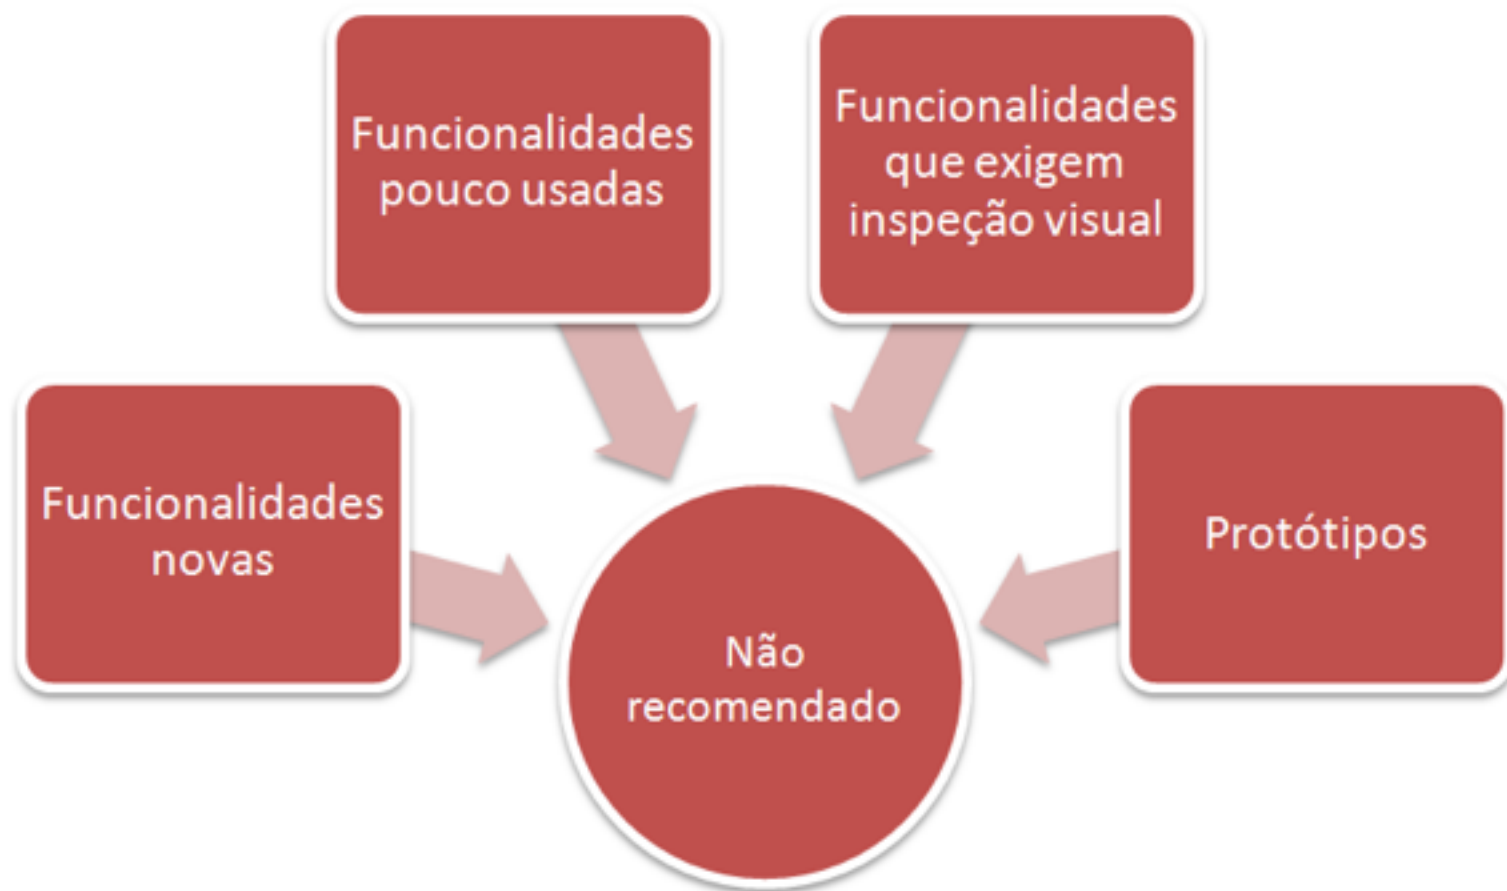 Funcionalidades
pouco usadas
Funcionalidades
que exigem
inspeção visual
Funcionalidades
novas
Protótipos
Não
recomendado